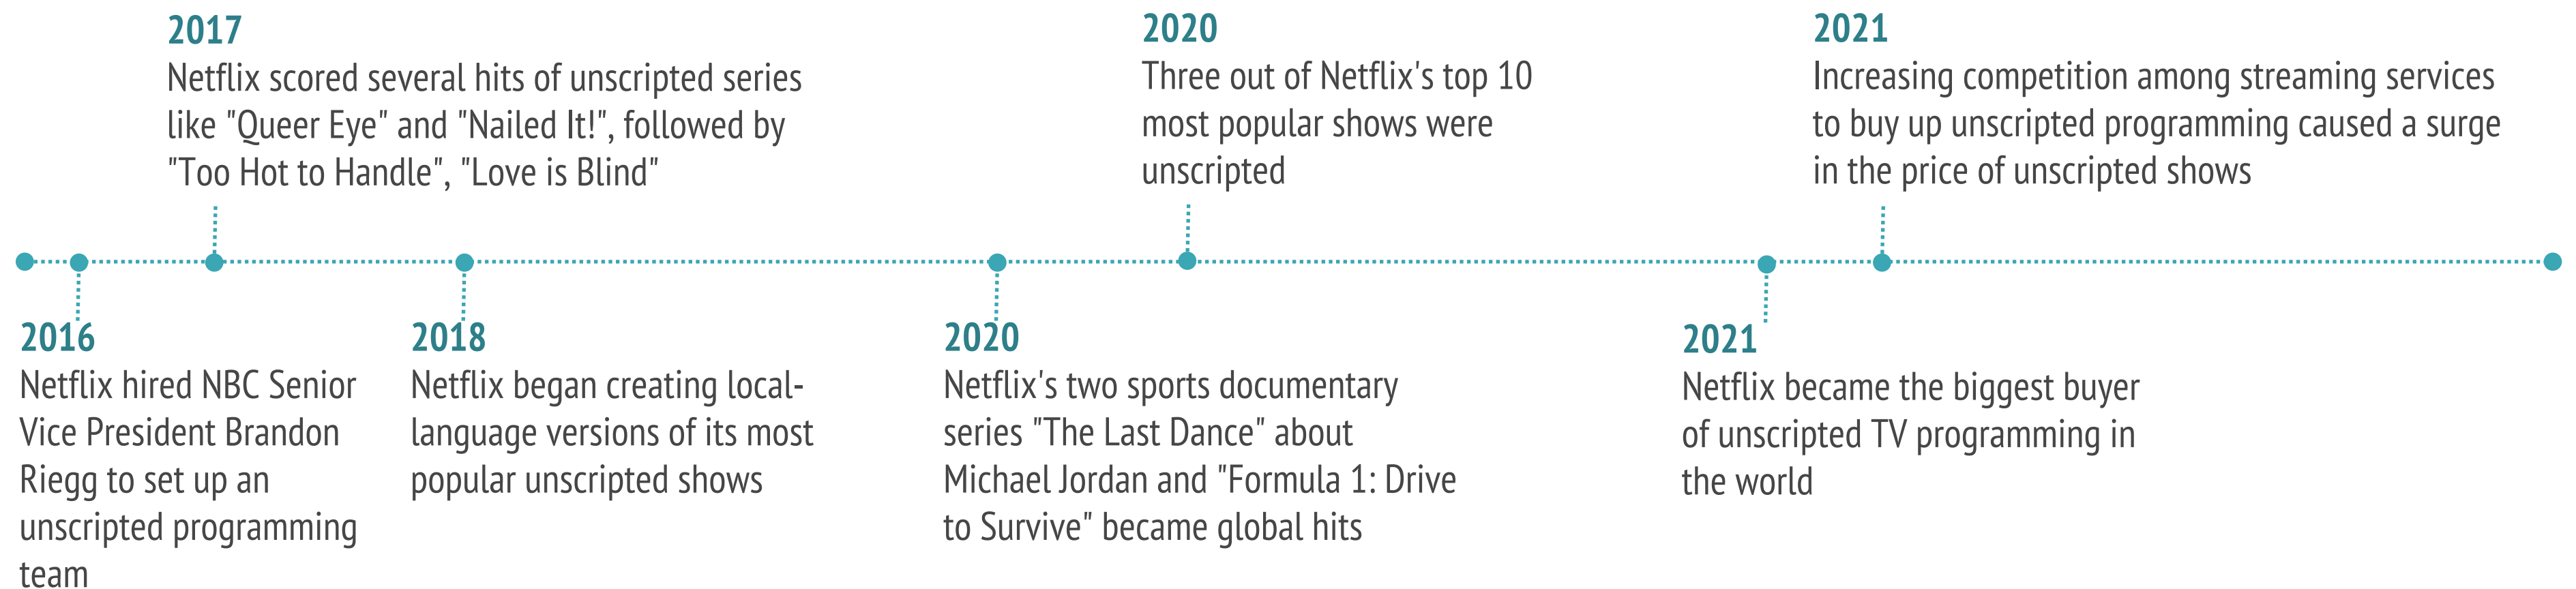 2017
Netflix scored several hits of unscripted series
like "Queer Eye" and "Nailed It!", followed by
"Too Hot to Handle", "Love is Blind"
2020
Three out of Netflix's top 10
most popular shows were
unscripted
2021
Increasing competition among streaming services
to buy up unscripted programming caused a surge
in the price of unscripted shows
2016
Netflix hired NBC Senior
Vice President Brandon
Riegg to set up an
unscripted programming
team
2018
Netflix began creating local-
language versions of its most
popular unscripted shows
2020
Netflix's two sports documentary
series "The Last Dance" about
Michael Jordan and "Formula 1: Drive
to Survive" became global hits
2021
Netflix became the biggest buyer
of unscripted TV programming in
the world